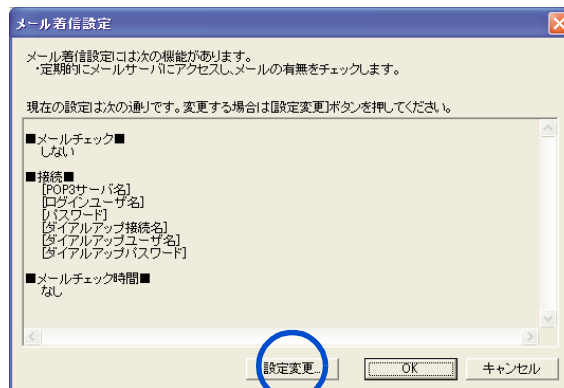 メール着信設定
メール着信設定には次の機能があります。
・定期的にメールサーバにアクセスし、メールの有無をチェックします。
現在の設定は次の通りです。変更する場合は[設定変更]ボタンを押してください。
■メールチェック■
しない
■接続■
[POP3サーバ名]
[ログインユーザ名]
[パスワード]
[ダイアルアップ接続名]
[ダイアルアップユーザ名]
[ダイアルアップパスワード]
■メールチェック時間■
なし
設定変更...
OK
キャンセル